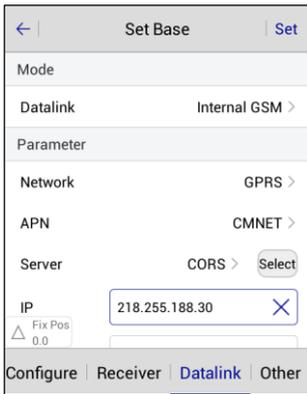 Set Base Set
Mode
Datalink Internal GSM
Parameter
Network GPRS
APN CMNET
Server CORS Select
IP 218.255.188.30
Fix Pos
0.0
Configure Receiver Datalink Other